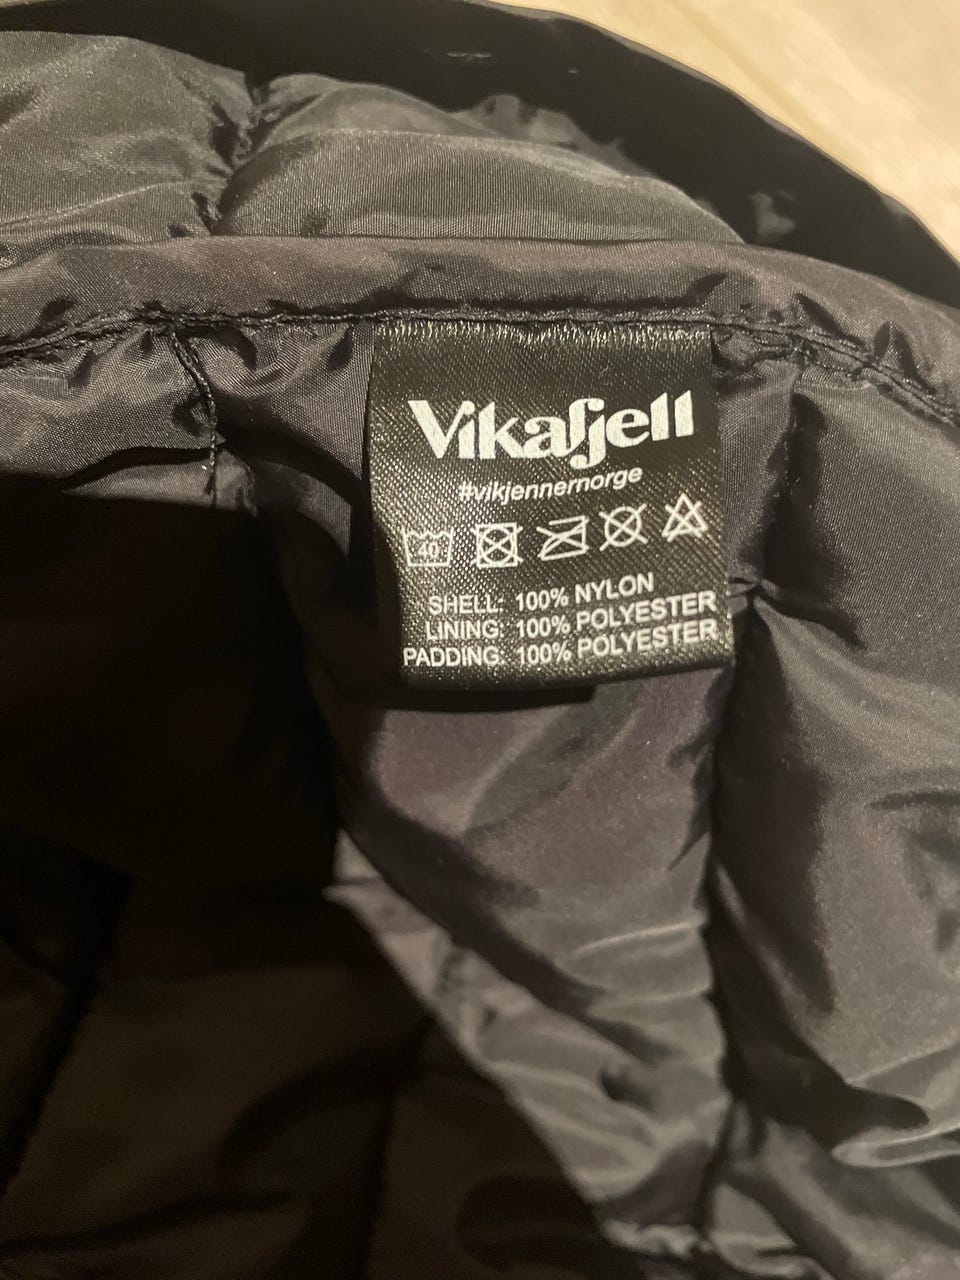 Vikafjell
#vikjennernorge
40
SHELL: 100% NYLON
LINING: 100% POLYESTER
PADDING: 100% POLYESTER